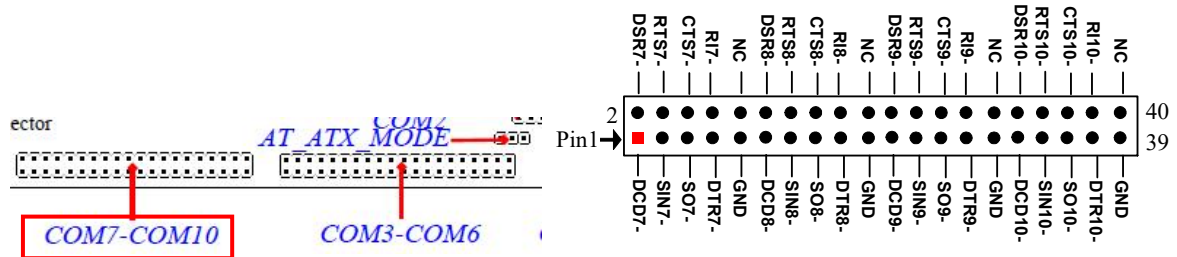 ector
COM2
AT_ATX_MODE
COM7-COM10
COM3-COM6
DSR7- RTS7- CTS7- RI7- NC DSR8- RTS8- CTS8- RI8- NC DSR9- RTS9- CTS9- RI9- NC DSR10- RTS10- CTS10- RI10- NC
2 40
Pin1 39
DCD7- SIN7- SO7- DTR7- GND DCD8- SIN8- SO8- DTR8- GND DCD9- SIN9- SO9- DTR9- GND DCD10- SIN10- SO10- DTR10- GND